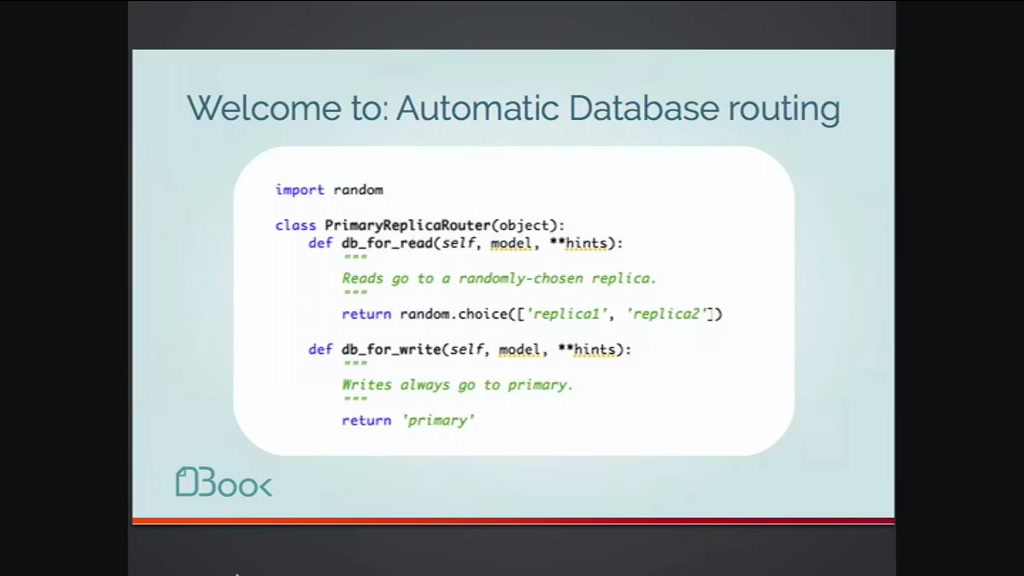 Welcome to: Automatic Database routing
import random
class PrimaryReplicaRouter(object):
    def db_for_read(self, model, **hints):
        """
        Reads go to a randomly-chosen replica.
        """
        return random.choice(['replica1', 'replica2'])
    def db_for_write(self, model, **hints):
        """
        Writes always go to primary.
        """
        return 'primary'
DBook